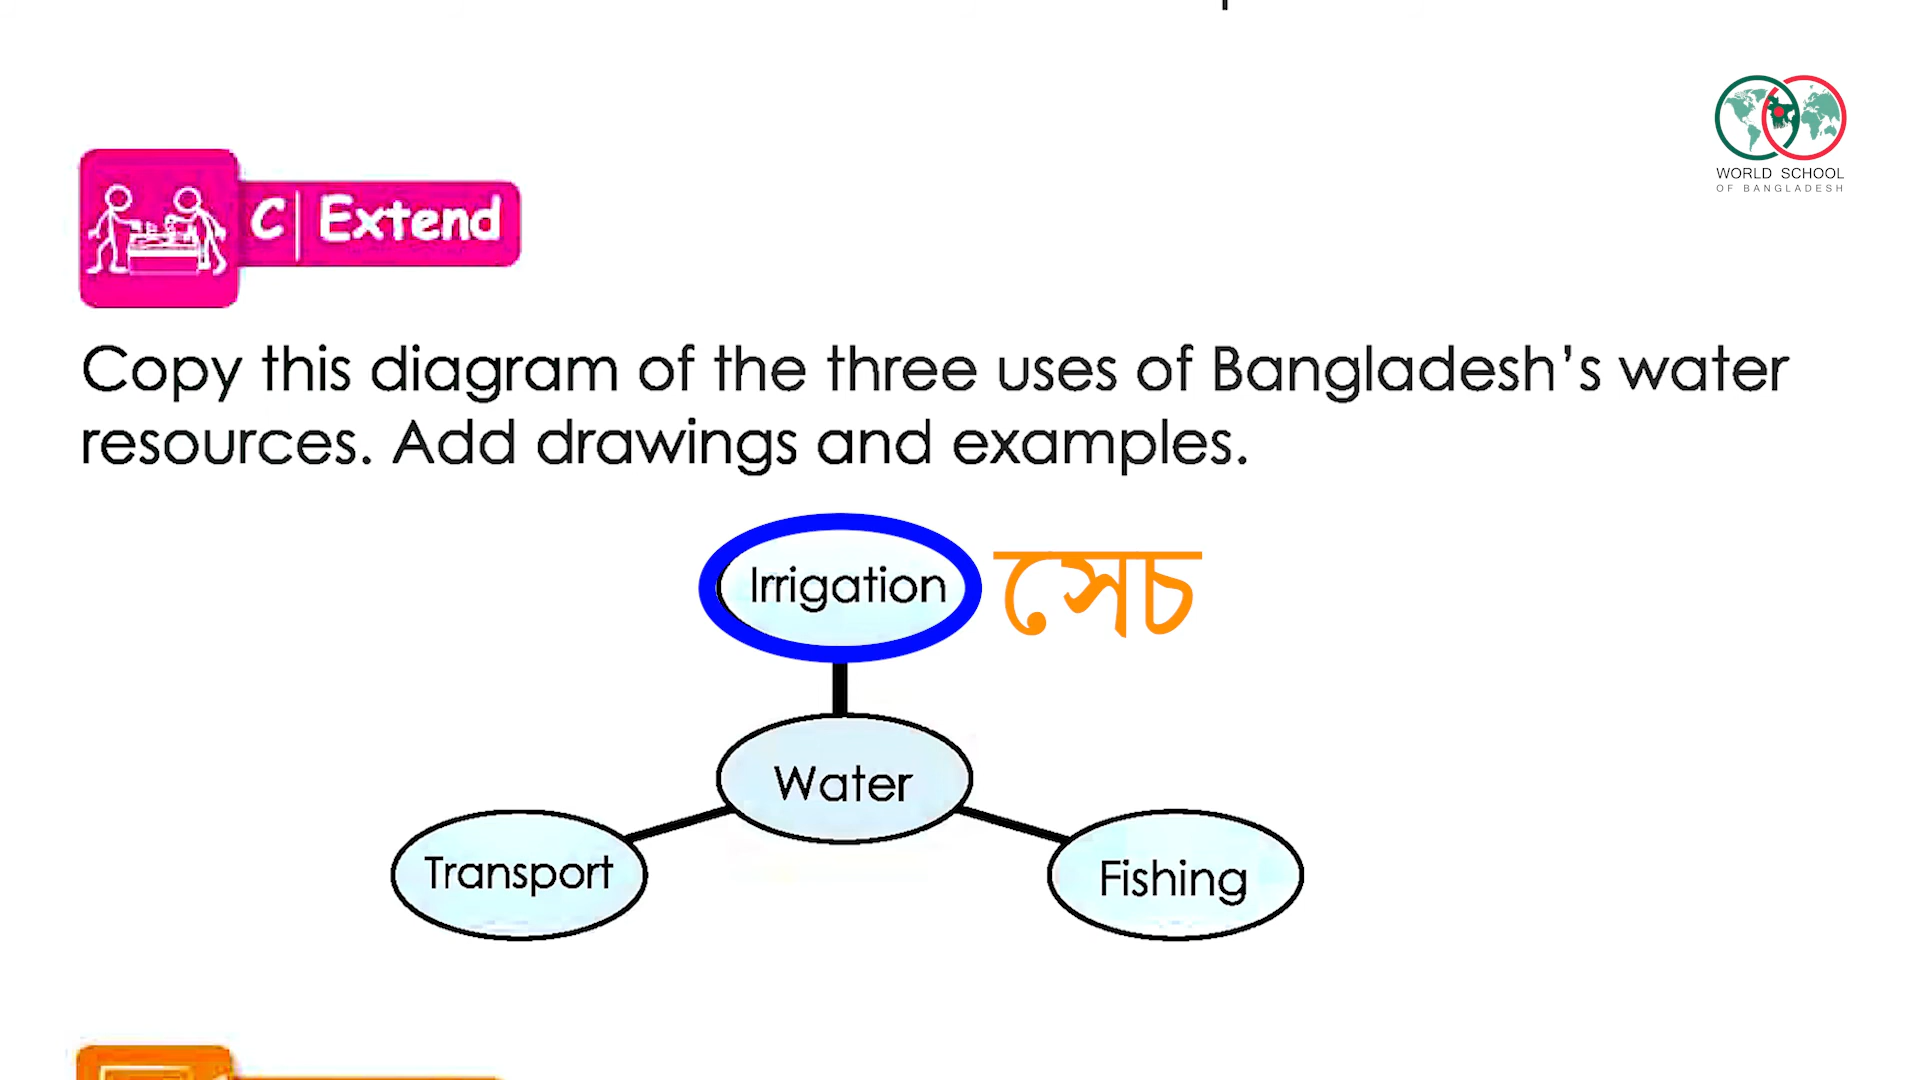 WORLD SCHOOL
OF BANGLADESH
C Extend
Copy this diagram of the three uses of Bangladesh's water
resources. Add drawings and examples.
Irrigation সেচ
Water
Transport
Fishing